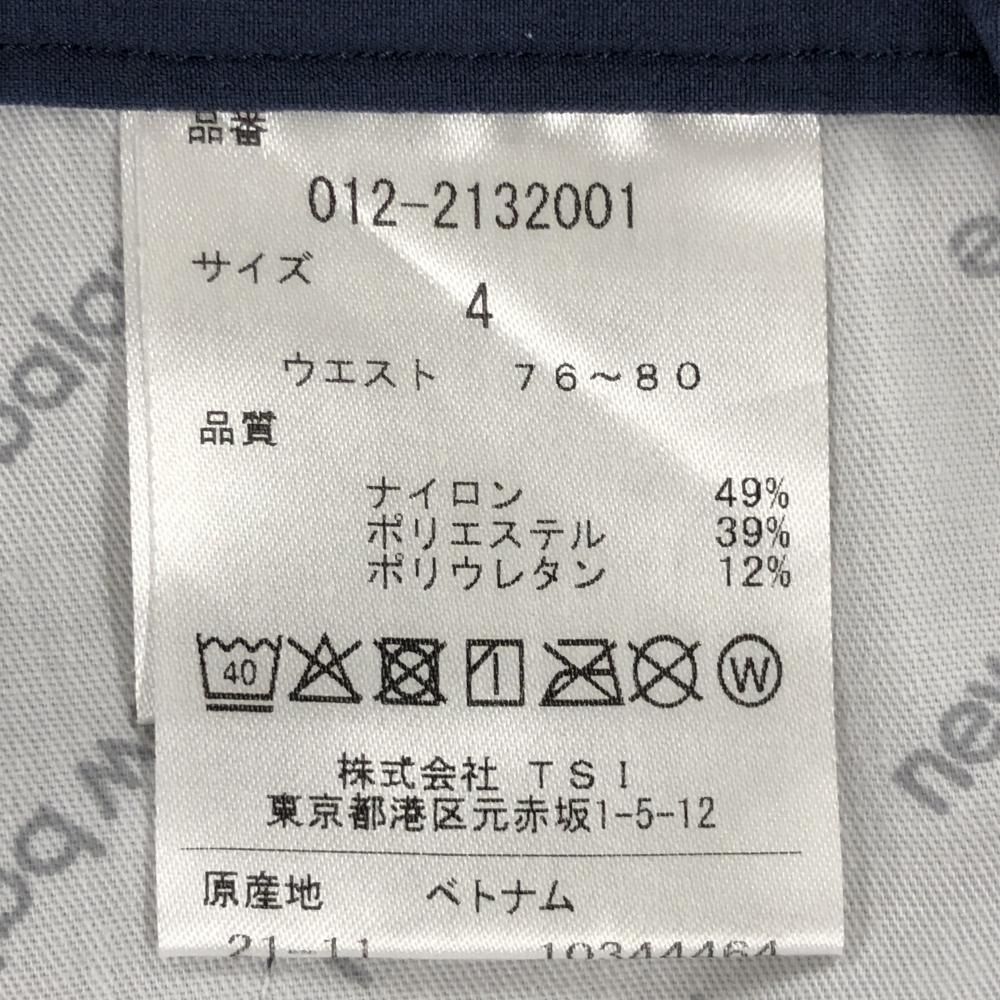 品番
012-2132001
サイズ
4
ウエスト 76~80
品質
ナイロン 49%
ポリエステル 39%
ポリウレタン 12%
40
W
株式会社 TSI
東京都港区元赤坂1-5-12
原産地 ベトナム
21-11 10344464